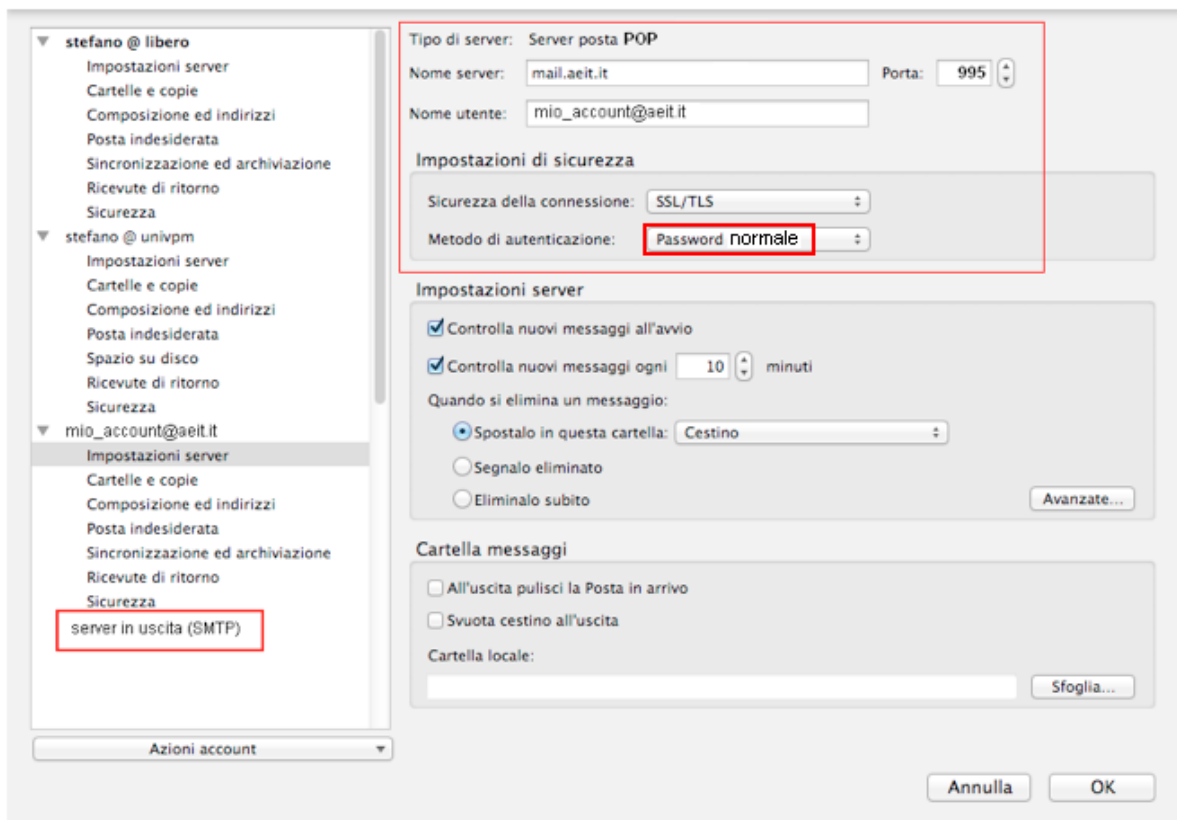 stefano @ libero
Impostazioni server
Cartelle e copie
Composizione ed indirizzi
Posta indesiderata
Sincronizzazione ed archiviazione
Ricevute di ritorno
Sicurezza
stefano @ univpm
Impostazioni server
Cartelle e copie
Composizione ed indirizzi
Posta indesiderata
Spazio su disco
Ricevute di ritorno
Sicurezza
mio_account@aeit.it
Impostazioni server
Cartelle e copie
Composizione ed indirizzi
Posta indesiderata
Sincronizzazione ed archiviazione
Ricevute di ritorno
Sicurezza
server in uscita (SMTP)
Azioni account
Tipo di server: Server posta POP
Nome server: mail.aeit.it Porta: 995
Nome utente: mio_account@aeit.it
Impostazioni di sicurezza
Sicurezza della connessione: SSL/TLS
Metodo di autenticazione: Password normale
Impostazioni server
Controlla nuovi messaggi all'avvio
Controlla nuovi messaggi ogni 10 minuti
Quando si elimina un messaggio:
Spostalo in questa cartella: Cestino
Segnalo eliminato
Eliminalo subito Avanzate...
Cartella messaggi
All'uscita pulisci la Posta in arrivo
Svuota cestino all'uscita
Cartella locale:
Sfoglia...
Annulla OK